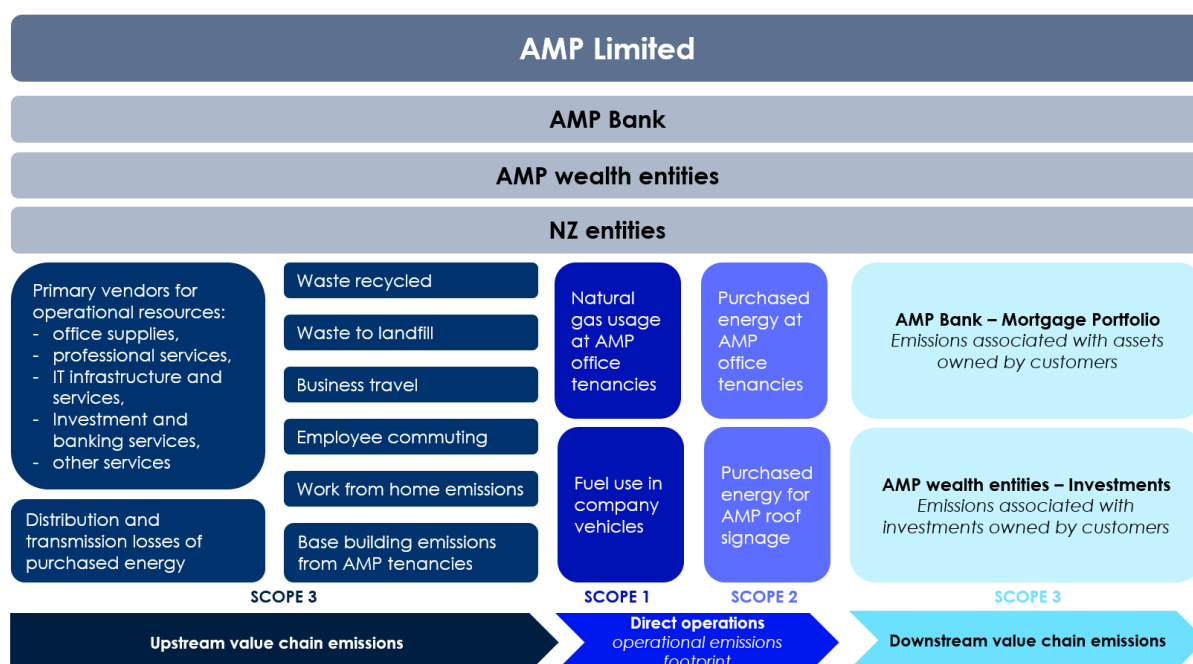 AMP Limited
AMP Bank
AMP wealth entities
NZ entities
Primary vendors for
operational resources:
- office supplies,
- professional services,
- IT infrastructure and
services,
- Investment and
banking services,
- other services
Distribution and
transmission losses of
purchased energy
Waste recycled
Waste to landfill
Business travel
Employee commuting
Work from home emissions
Base building emissions
from AMP tenancies
Natural
gas usage
at AMP
office
tenancies
Fuel use in
company
vehicles
Purchased
energy at
AMP
office
tenancies
Purchased
energy for
AMP roof
signage
AMP Bank – Mortgage Portfolio
Emissions associated with assets
owned by customers
AMP wealth entities – Investments
Emissions associated with
investments owned by customers
SCOPE 3
SCOPE 1
SCOPE 2
SCOPE 3
Upstream value chain emissions
Direct operations
operational emissions
footprint
Downstream value chain emissions